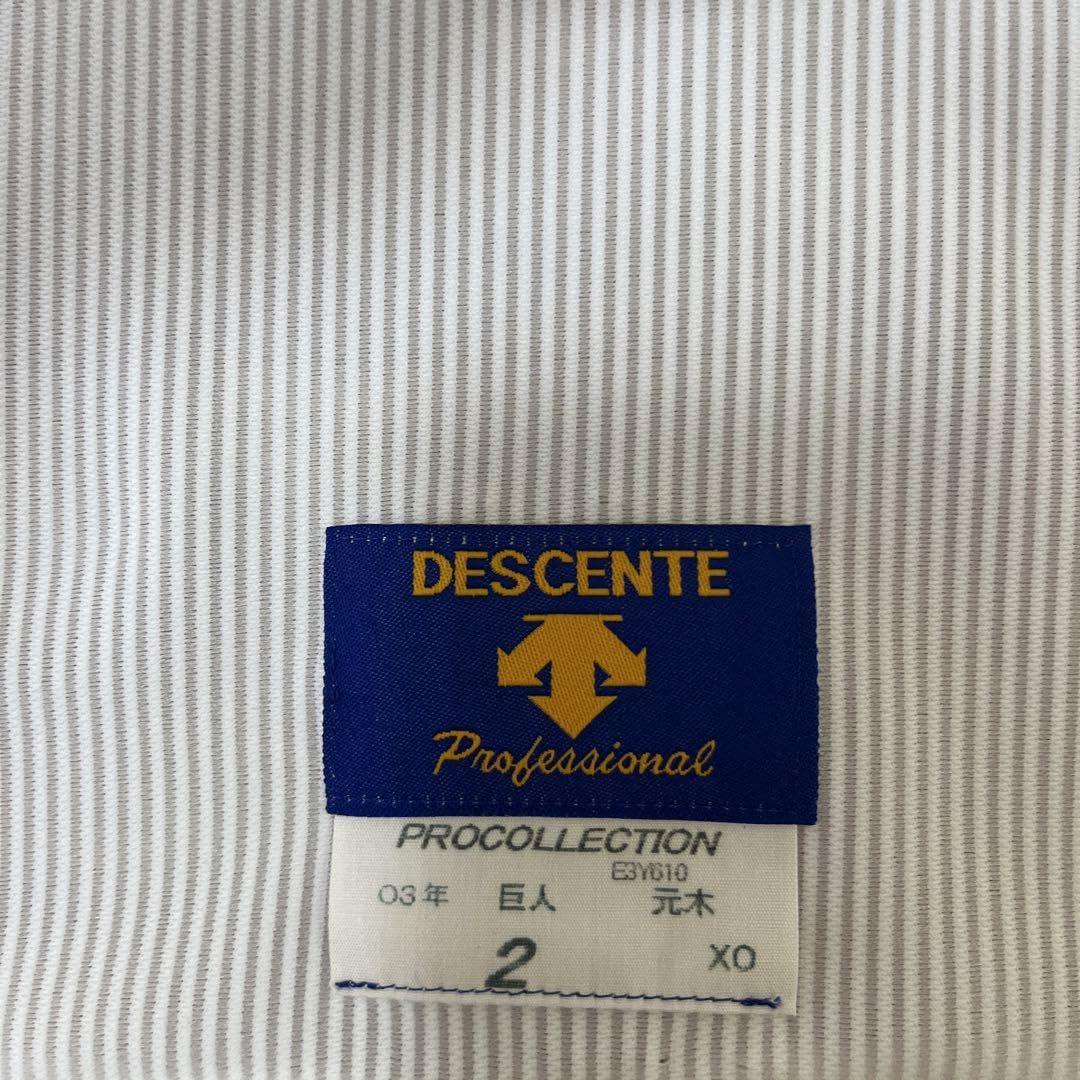 DESCENTE
Professional
PROCOLLECTION
E3Y610
03年 巨人 元木
2 XO